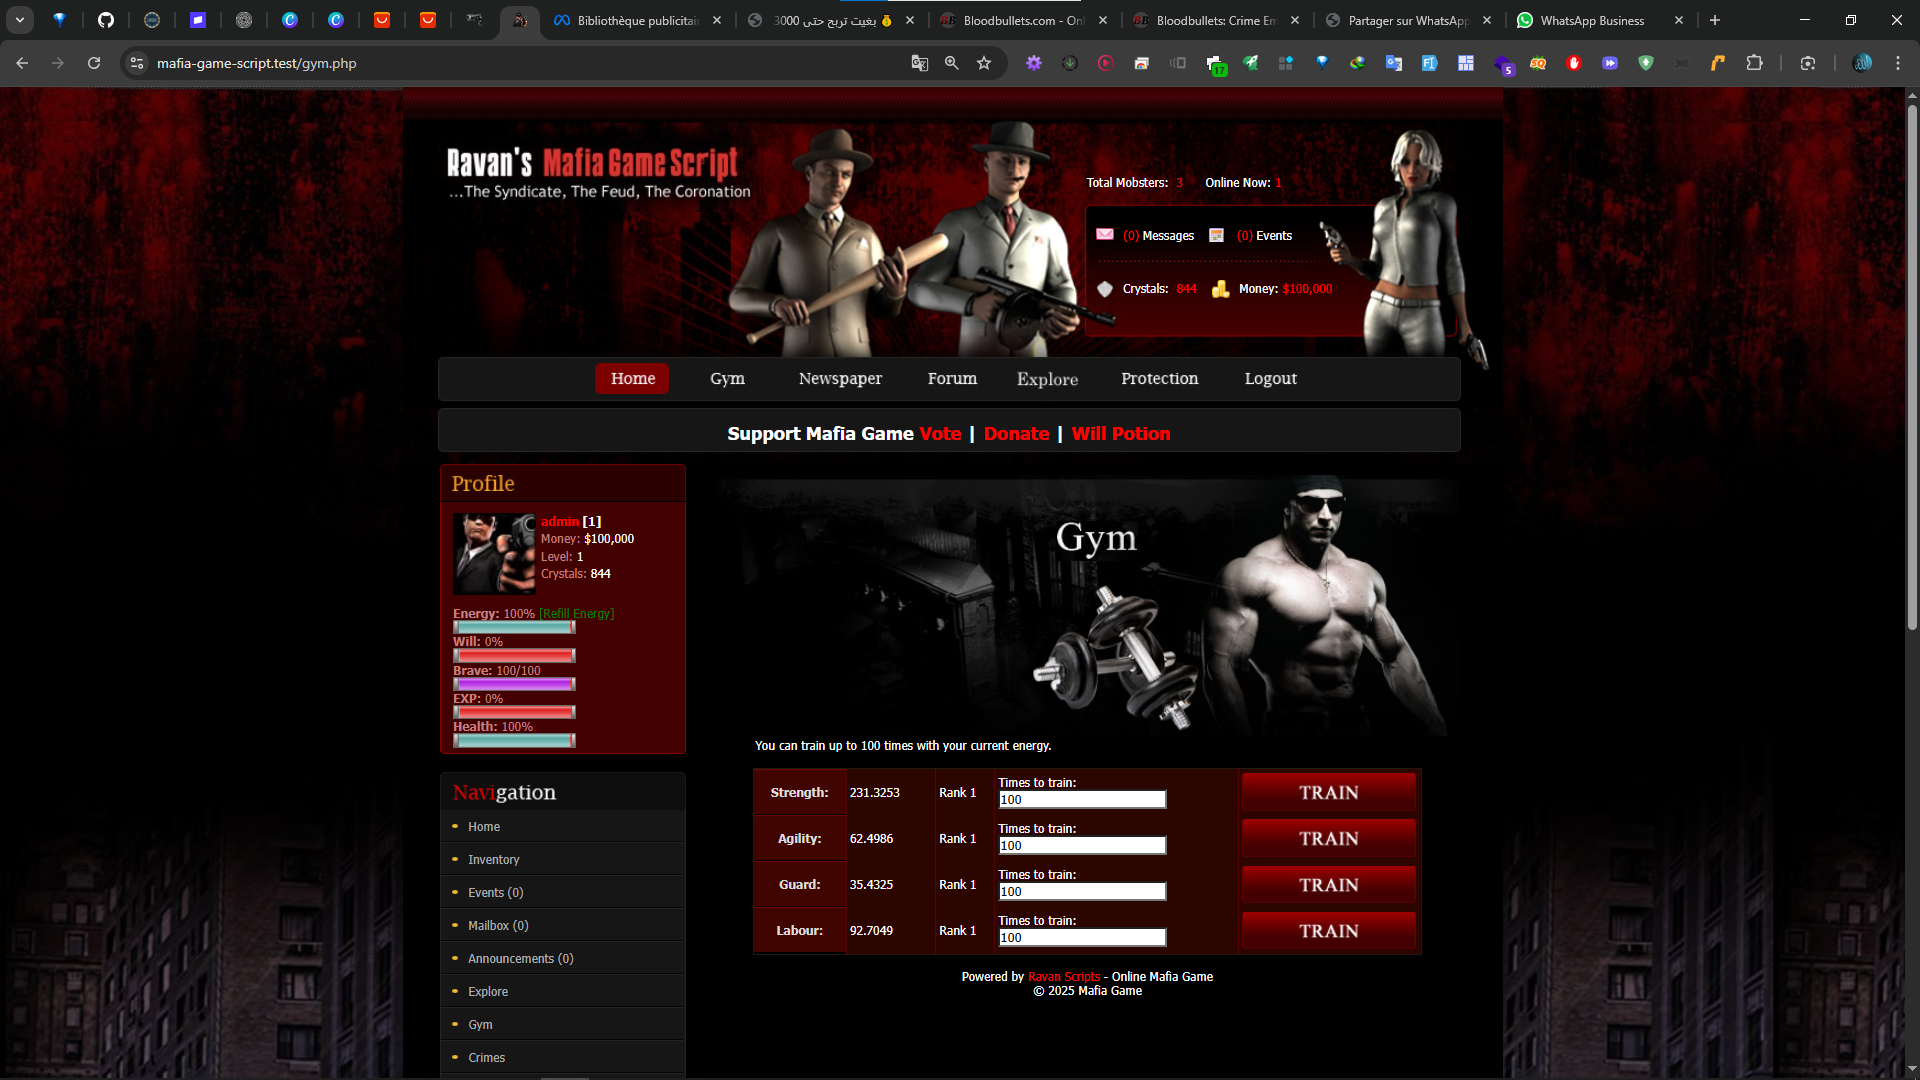 Bibliothèque publicitair
بغيت تربح حتى 3000
Bloodbullets.com - Onl
Bloodbullets: Crime Em
Partager sur WhatsApp
WhatsApp Business
mafia-game-script.test/gym.php
17
5
Ravan's Mafia Game Script
...The Syndicate, The Feud, The Coronation
Total Mobsters: 3 Online Now: 1
(0) Messages (0) Events
Crystals: 844 Money: $100,000
Home Gym Newspaper Forum Explore Protection Logout
Support Mafia Game Vote | Donate | Will Potion
Profile
admin [1]
Money: $100,000
Level: 1
Crystals: 844
Energy: 100% [Refill Energy]
Will: 0%
Brave: 100/100
EXP: 0%
Health: 100%
Navigation
Home
Inventory
Events (0)
Mailbox (0)
Announcements (0)
Explore
Gym
Crimes
Gym
You can train up to 100 times with your current energy.
Strength: 231.3253 Rank 1 Times to train: 100 TRAIN
Agility: 62.4986 Rank 1 Times to train: 100 TRAIN
Guard: 35.4325 Rank 1 Times to train: 100 TRAIN
Labour: 92.7049 Rank 1 Times to train: 100 TRAIN
Powered by Ravan Scripts - Online Mafia Game
© 2025 Mafia Game